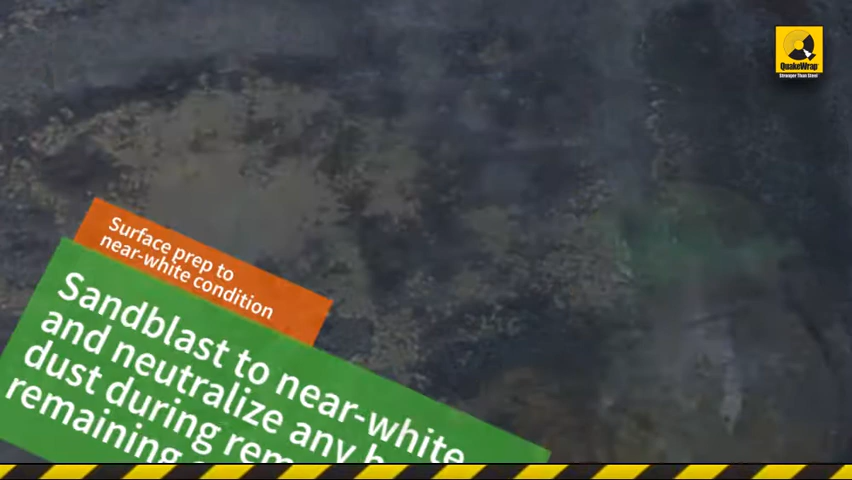 QuakeWrap
Stronger Than Steel
Surface prep to
near-white condition
Sandblast to near-white
and neutralize any
dust during
remaining